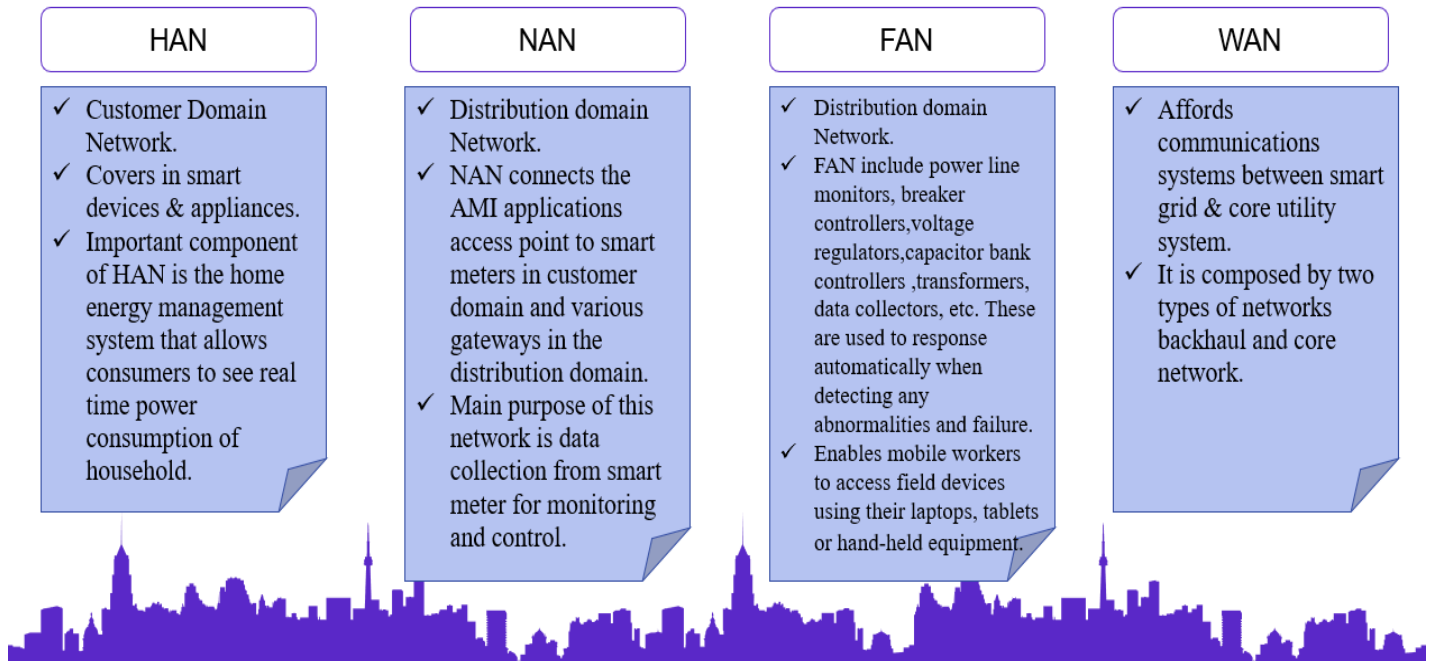 HAN
✓ Customer Domain
Network.
✓ Covers in smart
devices & appliances.
✓ Important component
of HAN is the home
energy management
system that allows
consumers to see real
time power
consumption of
household.
NAN
✓ Distribution domain
Network.
✓ NAN connects the
AMI applications
access point to smart
meters in customer
domain and various
gateways in the
distribution domain.
✓ Main purpose of this
network is data
collection from smart
meter for monitoring
and control.
FAN
✓ Distribution domain
Network.
✓ FAN include power line
monitors, breaker
controllers,voltage
regulators,capacitor bank
controllers ,transformers,
data collectors, etc. These
are used to response
automatically when
detecting any
abnormalities and failure.
✓ Enables mobile workers
to access field devices
using their laptops, tablets
or hand-held equipment.
WAN
✓ Affords
communications
systems between smart
grid & core utility
system.
✓ It is composed by two
types of networks
backhaul and core
network.